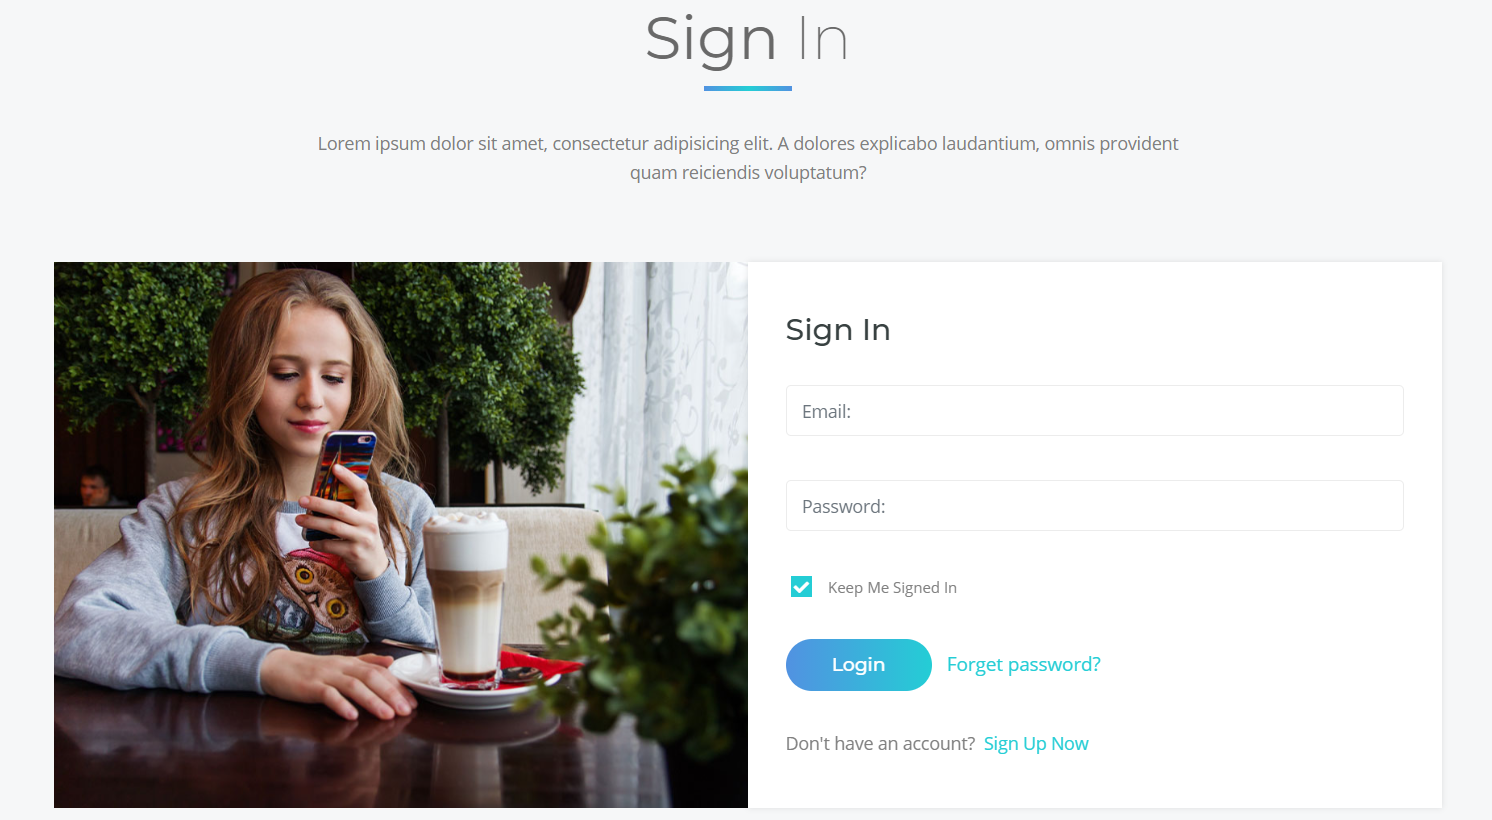 Sign In
Lorem ipsum dolor sit amet, consectetur adipisicing elit. A dolores explicabo laudantium, omnis provident
quam reiciendis voluptatum?
Sign In
Email:
Password:
Keep Me Signed In
Login Forget password?
Don't have an account? Sign Up Now